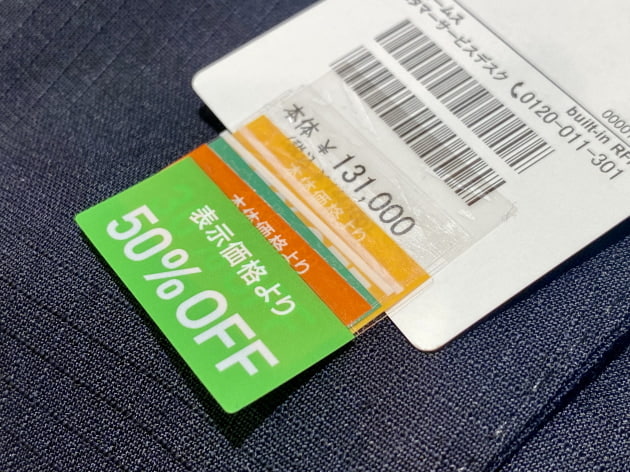 ームス
タマーサービスデスク 0120-011-301
built-in RF
本体 ¥131,000
本体価格より
本体価格より
表示価格より
50%OFF